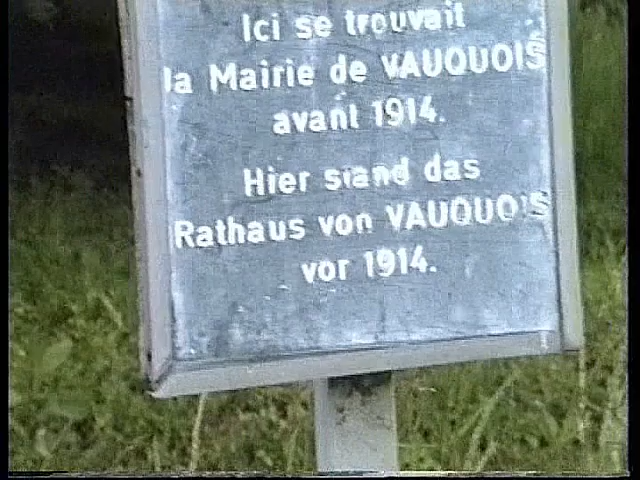 Ici se trouvait
la Mairie de VAUQUOIS
avant 1914.
Hier stand das
Rathaus von VAUQUOIS
vor 1914.